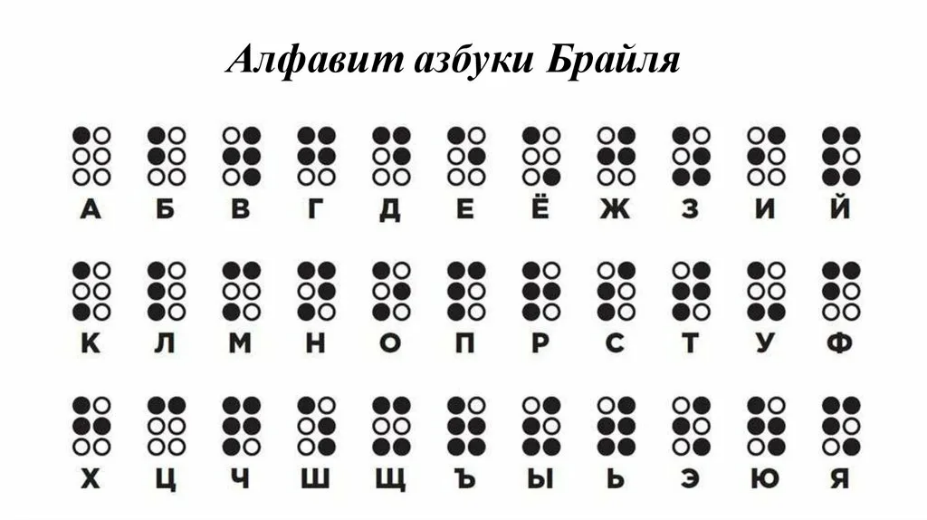 Алфавит азбуки Брайля
А Б В Г Д Е Ё Ж З И Й
К Л М Н О П Р С Т У Ф
Х Ц Ч Ш Щ Ъ Ы Ь Э Ю Я